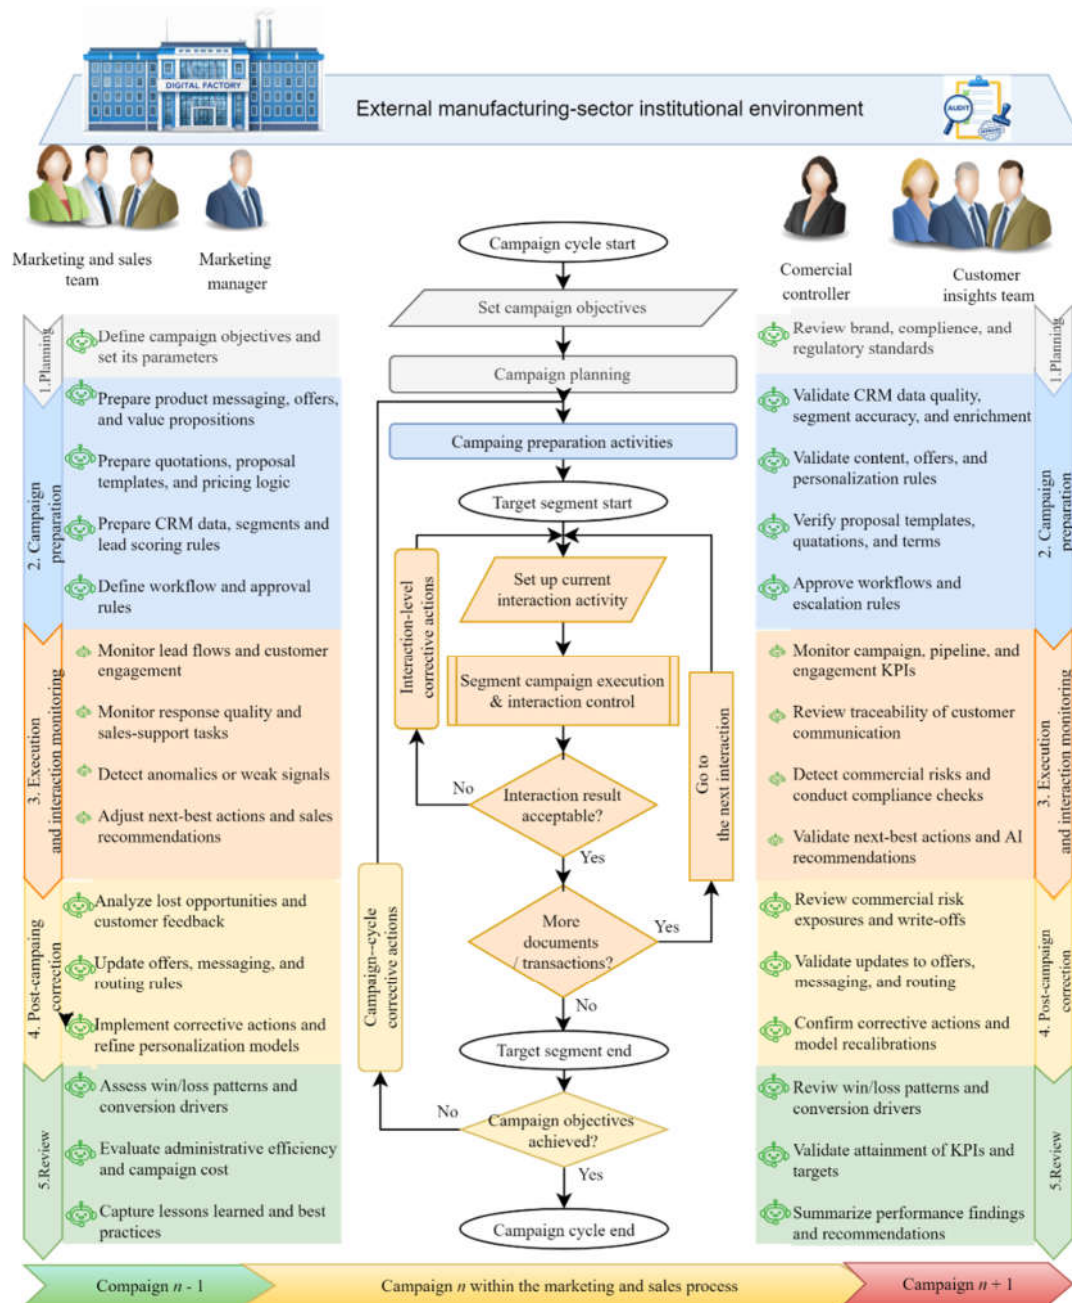 DIGITAL FACTORY
External manufacturing-sector institutional environment
AUDIT
Marketing and sales
team
Marketing
manager
Comercial
controller
Customer
insights team
1.Planning
Define campaign objectives and
set its parameters
2. Campaign
preparation
Prepare product messaging, offers,
and value propositions
Prepare quotations, proposal
templates, and pricing logic
Prepare CRM data, segments and
lead scoring rules
Define workflow and approval
rules
3. Execution
and interaction monitoring
Monitor lead flows and customer
engagement
Monitor response quality and
sales-support tasks
Detect anomalies or weak signals
Adjust next-best actions and sales
recommendations
4. Post-campaing
correction
Analyze lost opportunities and
customer feedback
Update offers, messaging, and
routing rules
Implement corrective actions and
refine personalization models
5.Review
Assess win/loss patterns and
conversion drivers
Evaluate administrative efficiency
and campaign cost
Capture lessons learned and best
practices
Campaign cycle start
Set campaign objectives
Campaign planning
Campaing preparation activities
Target segment start
Set up current
interaction activity
Segment campaign execution
& interaction control
Interaction-level
corrective actions
Go to
the next interaction
No
Interaction result
acceptable?
Yes
More
documents
/ transactions?
Yes
No
Campaign--cycle
corrective actions
Target segment end
No
Campaign objectives
achieved?
Yes
Campaign cycle end
Review brand, complience, and
regulatory standards
1.Planning
Validate CRM data quality,
segment accuracy, and enrichment
Validate content, offers, and
personalization rules
Verify proposal templates,
quatations, and terms
Approve workflows and
escalation rules
2. Campaign
preparation
Monitor campaign, pipeline, and
engagement KPIs
Review traceability of customer
communication
Detect commercial risks and
conduct compliance checks
Validate next-best actions and AI
recommendations
3. Execution
and interaction monitoring
Review commercial risk
exposures and write-offs
Validate updates to offers,
messaging, and routing
Confirm corrective actions and
model recalibrations
4. Post-campaign
correction
Reviw win/loss patterns and
conversion drivers
Validate attainment of KPIs and
targets
Summarize performance findings
and recommendations
5.Review
Compaign n - 1
Campaign n within the marketing and sales process
Campaign n + 1